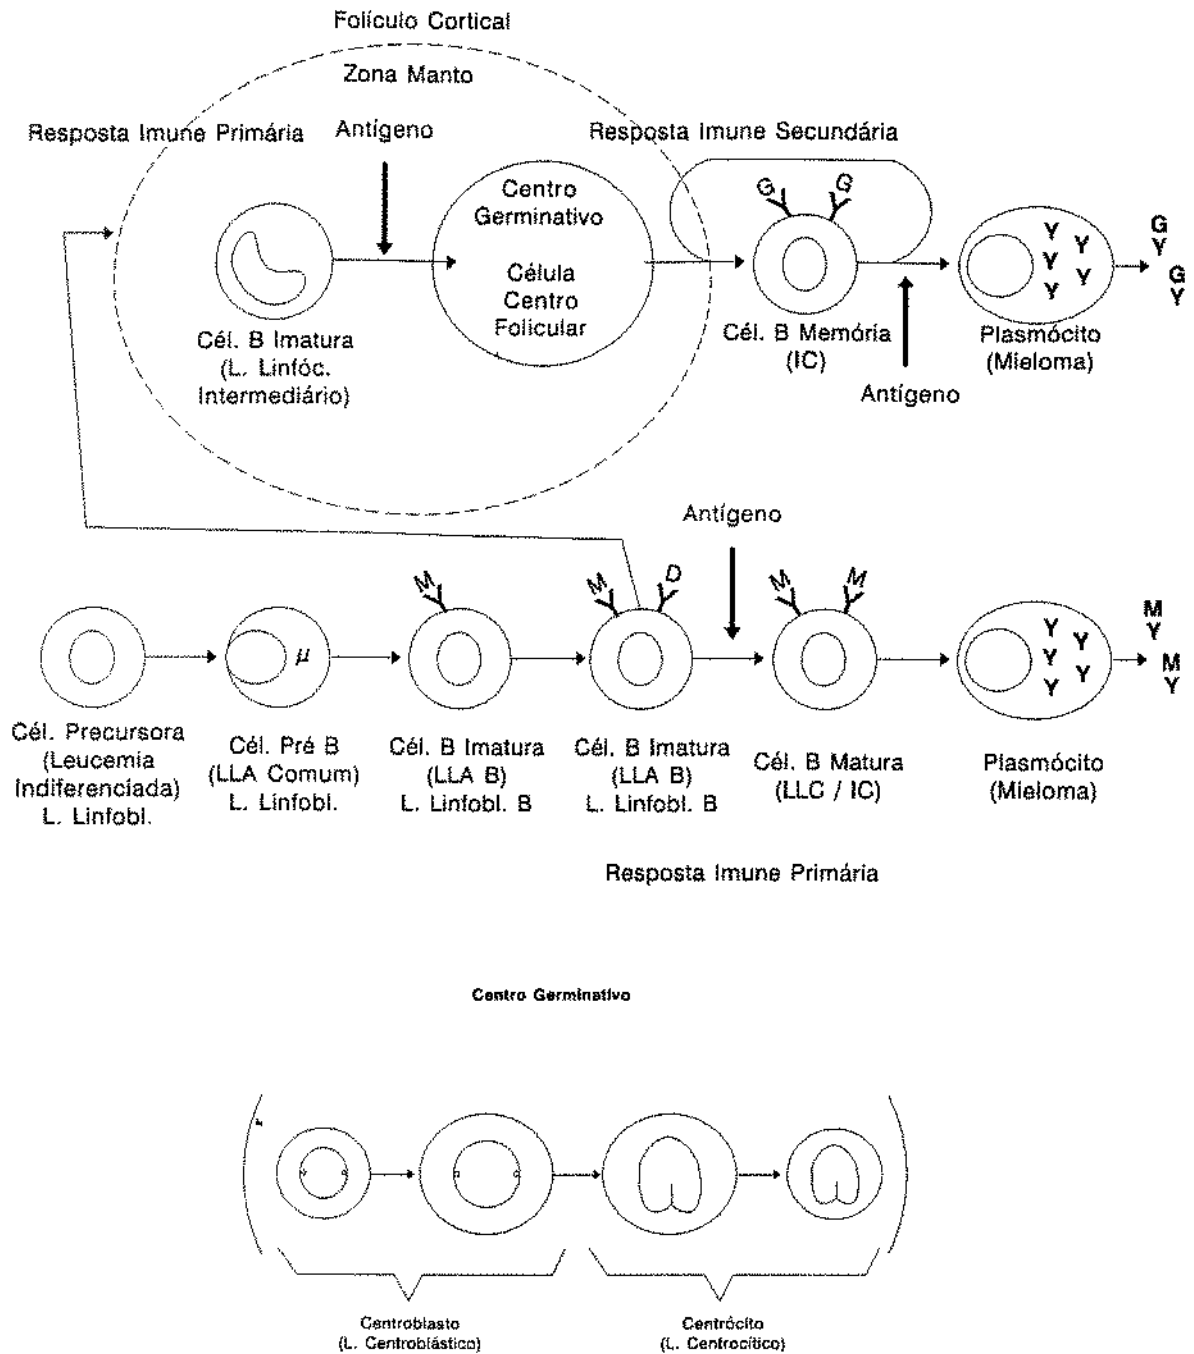 Folículo Cortical
Zona Manto
Resposta Imune Primária
Antígeno
Resposta Imune Secundária
Centro
Germinativo
Célula
Centro
Folicular
G
G
Y
Y
Y
Y
Y
G
Y
G
Y
Cél. B Imatura
(L. Linfóc.
Intermediário)
Cél. B Memória
(IC)
Antígeno
Plasmócito
(Mieloma)
Antígeno
μ
M
M
D
M
M
Y
Y
Y
Y
Y
M
Y
M
Y
Cél. Precursora
(Leucemia
Indiferenciada)
L. Linfobl.
Cél. Pré B
(LLA Comum)
L. Linfobl.
Cél. B Imatura
(LLA B)
L. Linfobl. B
Cél. B Imatura
(LLA B)
L. Linfobl. B
Cél. B Matura
(LLC / IC)
Plasmócito
(Mieloma)
Resposta Imune Primária
Centro Germinativo
Centroblasto
(L. Centroblástico)
Centrócito
(L. Centrocítico)